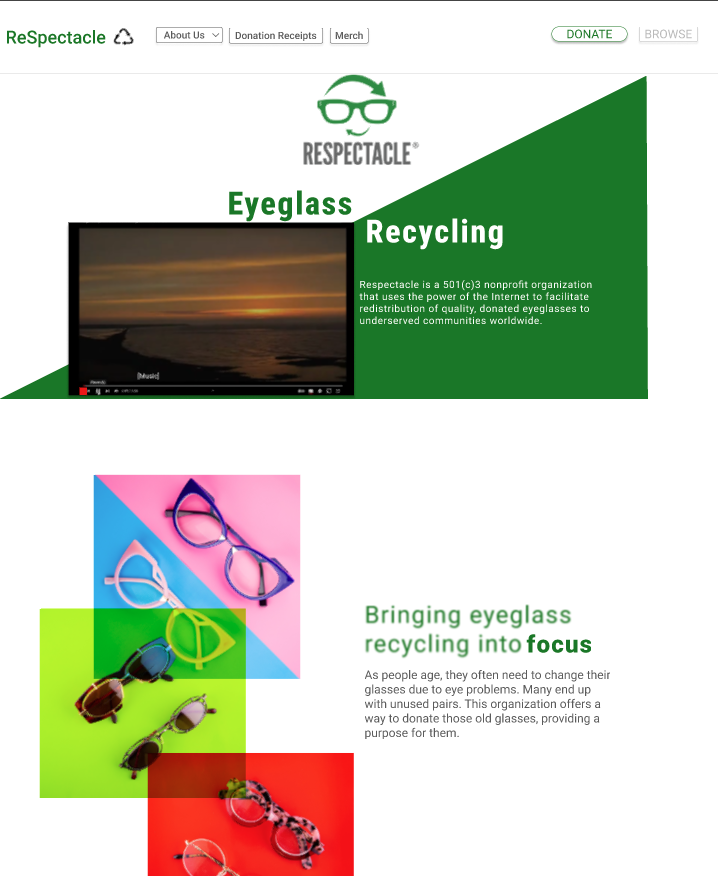 ReSpectacle
About Us
Donation Receipts
Merch
DONATE
BROWSE
RESPECTACLE®
Eyeglass
Recycling
Respectacle is a 501(c)3 nonprofit organization
that uses the power of the Internet to facilitate
redistribution of quality, donated eyeglasses to
underserved communities worldwide.
[Music]
Bringing eyeglass
recycling into focus
As people age, they often need to change their
glasses due to eye problems. Many end up
with unused pairs. This organization offers a
way to donate those old glasses, providing a
purpose for them.